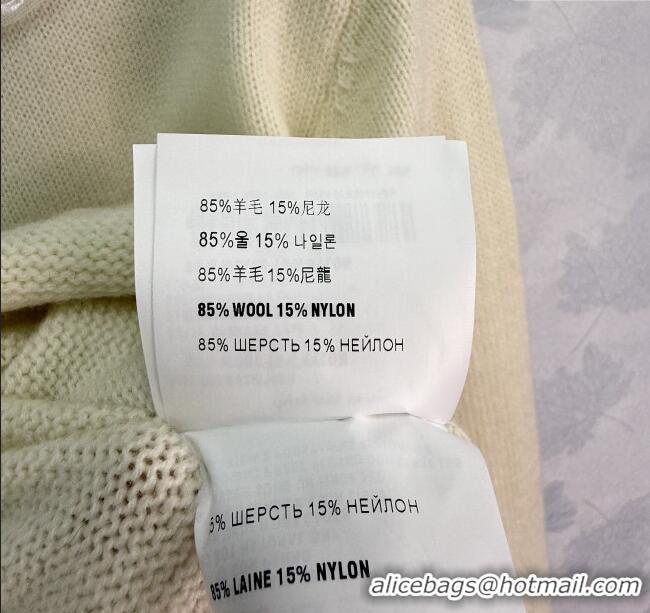 85%羊毛 15%尼龙
85%울 15% 나일론
85%羊毛 15%尼龍
85% WOOL 15% NYLON
85% ШЕРСТЬ 15% НЕЙЛОН
5% ШЕРСТЬ 15% НЕЙЛОН
85% LAINE 15% NYLON
alicebags@hotmail.com